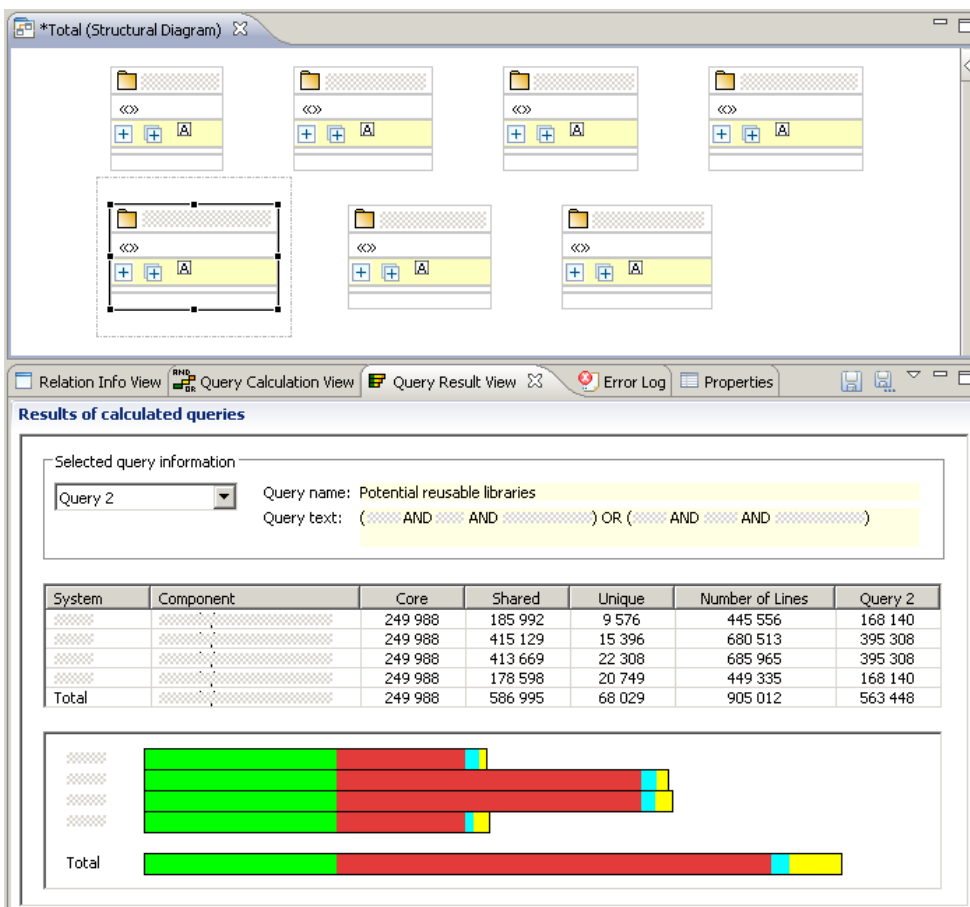 *Total (Structural Diagram)
«»
A
«»
A
«»
A
«»
A
«»
A
«»
A
«»
A
Relation Info View
AND OR Query Calculation View
Query Result View
Error Log
Properties
Results of calculated queries
Selected query information
Query 2
Query name: Potential reusable libraries
Query text: ( AND AND ) OR ( AND AND )
System Component Core Shared Unique Number of Lines Query 2
249 988 185 992 9 576 445 556 168 140
249 988 415 129 15 396 680 513 395 308
249 988 413 669 22 308 685 965 395 308
249 988 178 598 20 749 449 335 168 140
Total 249 988 586 995 68 029 905 012 563 448
Total